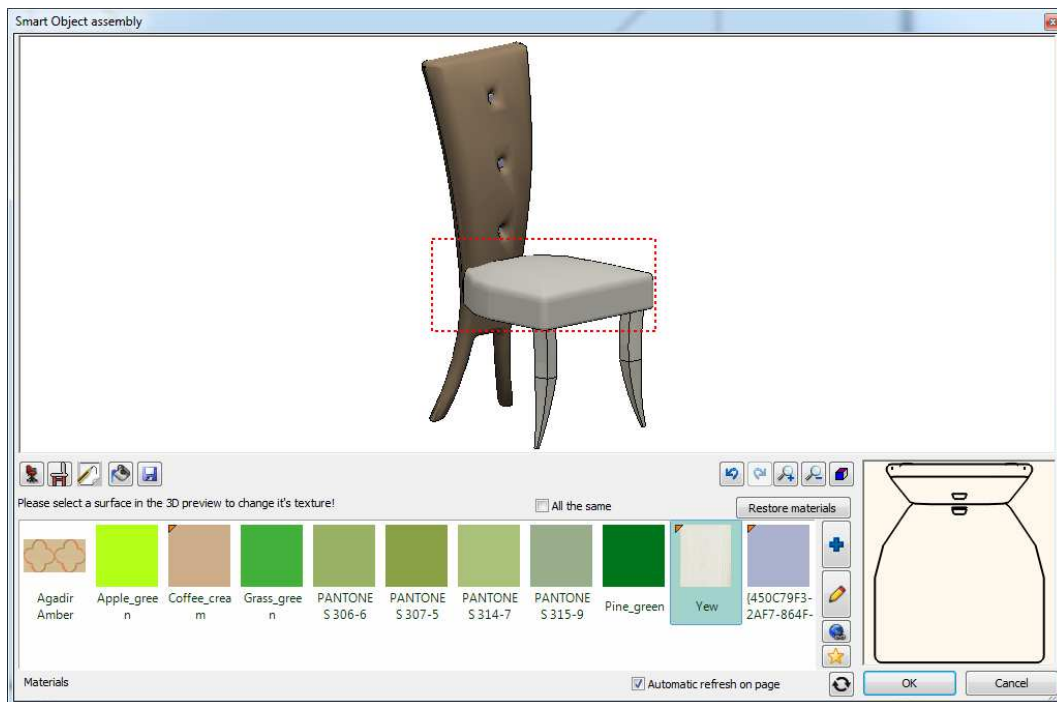 Smart Object assembly
Please select a surface in the 3D preview to change it's texture!
All the same
Restore materials
Agadir
Amber
Apple_gree
n
Coffee_crea
m
Grass_gree
n
PANTONE
S 306-6
PANTONE
S 307-5
PANTONE
S 314-7
PANTONE
S 315-9
Pine_green
Yew
{450C79F3-
2AF7-864F-
Materials
Automatic refresh on page
OK
Cancel